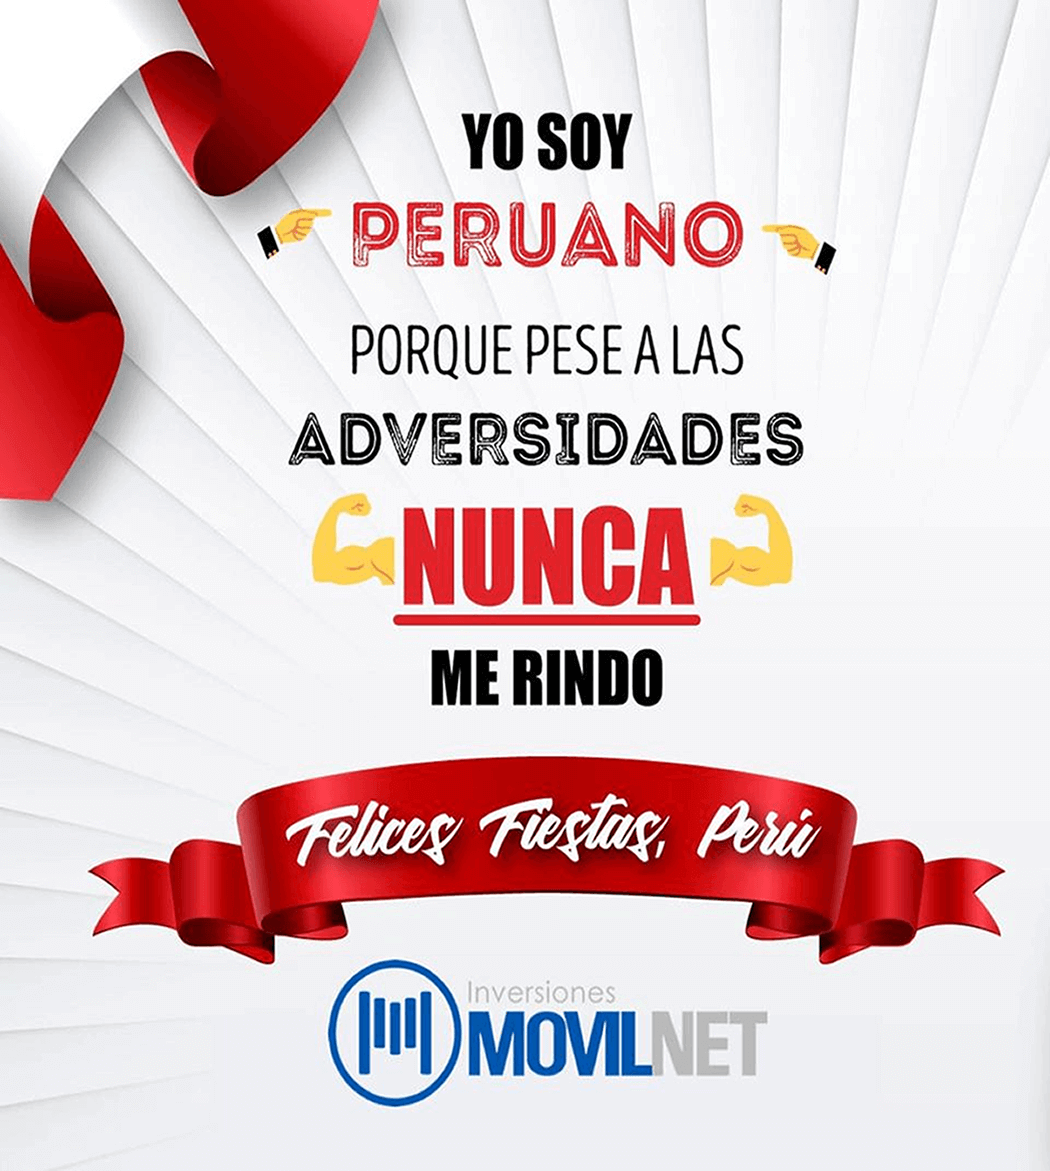 YO SOY
PERUANO
PORQUE PESE A LAS
ADVERSIDADES
NUNCA
ME RINDO
Felices Fiestas, Perú
Inversiones
MOVILNET